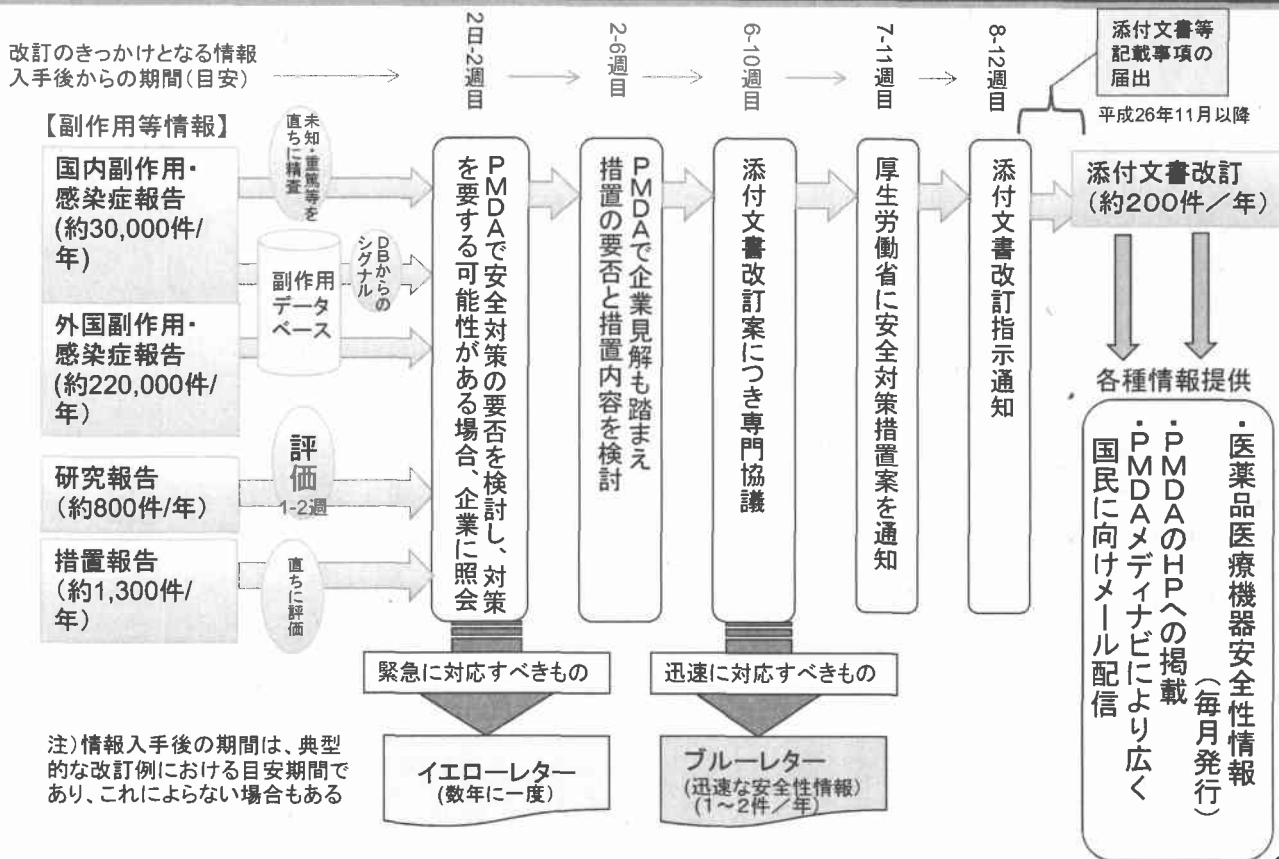 改訂のきっかけとなる情報
入手後からの期間(目安)
2日-2週目
2-6週目
6-10週目
7-11週目
8-12週目
添付文書等
記載事項の
届出
平成26年11月以降
【副作用等情報】
国内副作用・
感染症報告
(約30,000件/
年)
未知・重篤等を
直ちに精査
副作用
データ
ベース
DBからの
シグナル
外国副作用・
感染症報告
(約220,000件/
年)
研究報告
(約800件/年)
評価
1-2週
措置報告
(約1,300件/
年)
直ちに評価
PMDAで安全対策の要否を検討し、対策
を要する可能性がある場合、企業に照会
PMDAで企業見解も踏まえ
措置の要否と措置内容を検討
添付文書改訂案につき専門協議
厚生労働省に安全対策措置案を通知
添付文書改訂指示通知
添付文書改訂
(約200件/年)
各種情報提供
・医薬品医療機器安全性情報
(毎月発行)
・PMDAのHPへの掲載
・PMDAメディナビにより広く
国民に向けメール配信
緊急に対応すべきもの
イエローレター
(数年に一度)
迅速に対応すべきもの
ブルーレター
(迅速な安全性情報)
(1~2件/年)
注)情報入手後の期間は、典型
的な改訂例における目安期間で
あり、これによらない場合もある